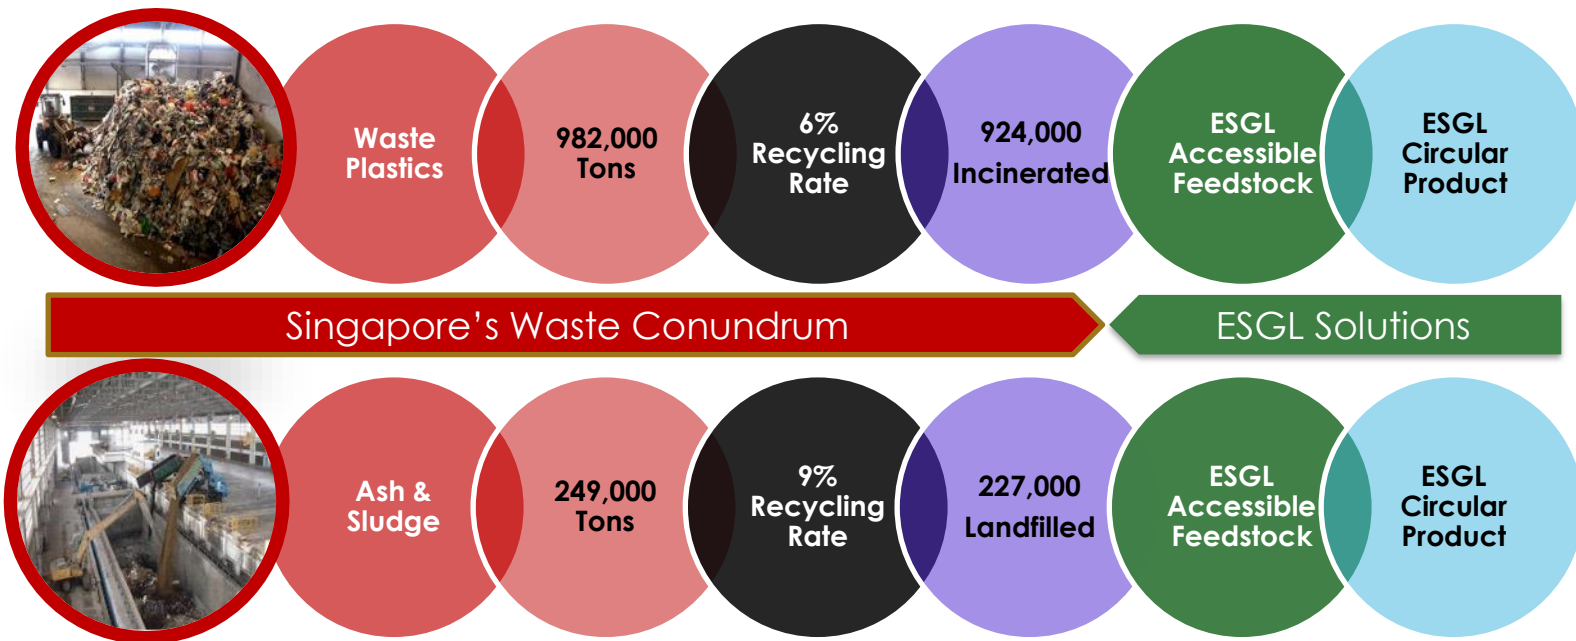 Waste
Plastics
982,000
Tons
6%
Recycling
Rate
924,000
Incinerated
ESGL
Accessible
Feedstock
ESGL
Circular
Product
Singapore’s Waste Conundrum
ESGL Solutions
Ash &
Sludge
249,000
Tons
9%
Recycling
Rate
227,000
Landfilled
ESGL
Accessible
Feedstock
ESGL
Circular
Product